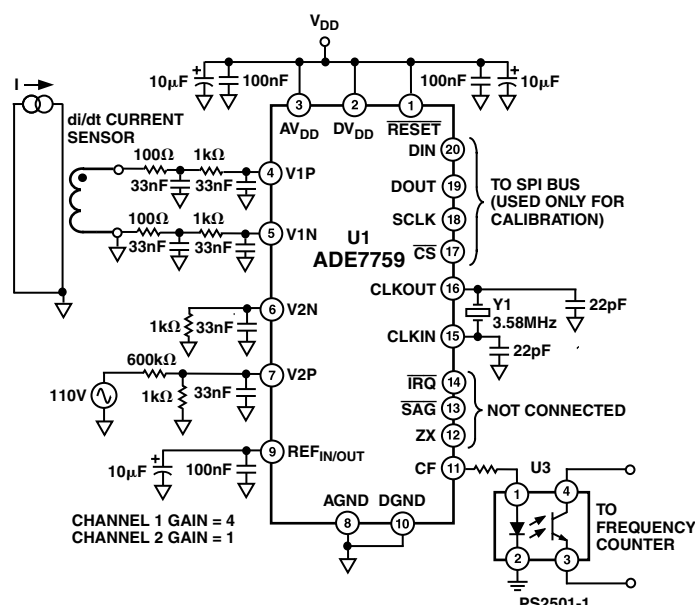 VDD
10μF
100nF
100nF
10μF
I
di/dt CURRENT
SENSOR
3
2
1
AVDD
DVDD
RESET
DIN
20
DOUT
19
SCLK
18
CS
17
TO SPI BUS
(USED ONLY FOR
CALIBRATION)
100Ω
1kΩ
33nF
33nF
4
V1P
100Ω
1kΩ
33nF
33nF
5
V1N
U1
ADE7759
CLKOUT
16
Y1
3.58MHz
22pF
CLKIN
15
22pF
6
V2N
1kΩ
33nF
600kΩ
7
V2P
110V
1kΩ
33nF
IRQ
14
SAG
13
ZX
12
NOT CONNECTED
9
REFIN/OUT
10μF
100nF
CF
11
U3
1
4
2
3
TO
FREQUENCY
COUNTER
PS2501-1
AGND
DGND
8
10
CHANNEL 1 GAIN = 4
CHANNEL 2 GAIN = 1